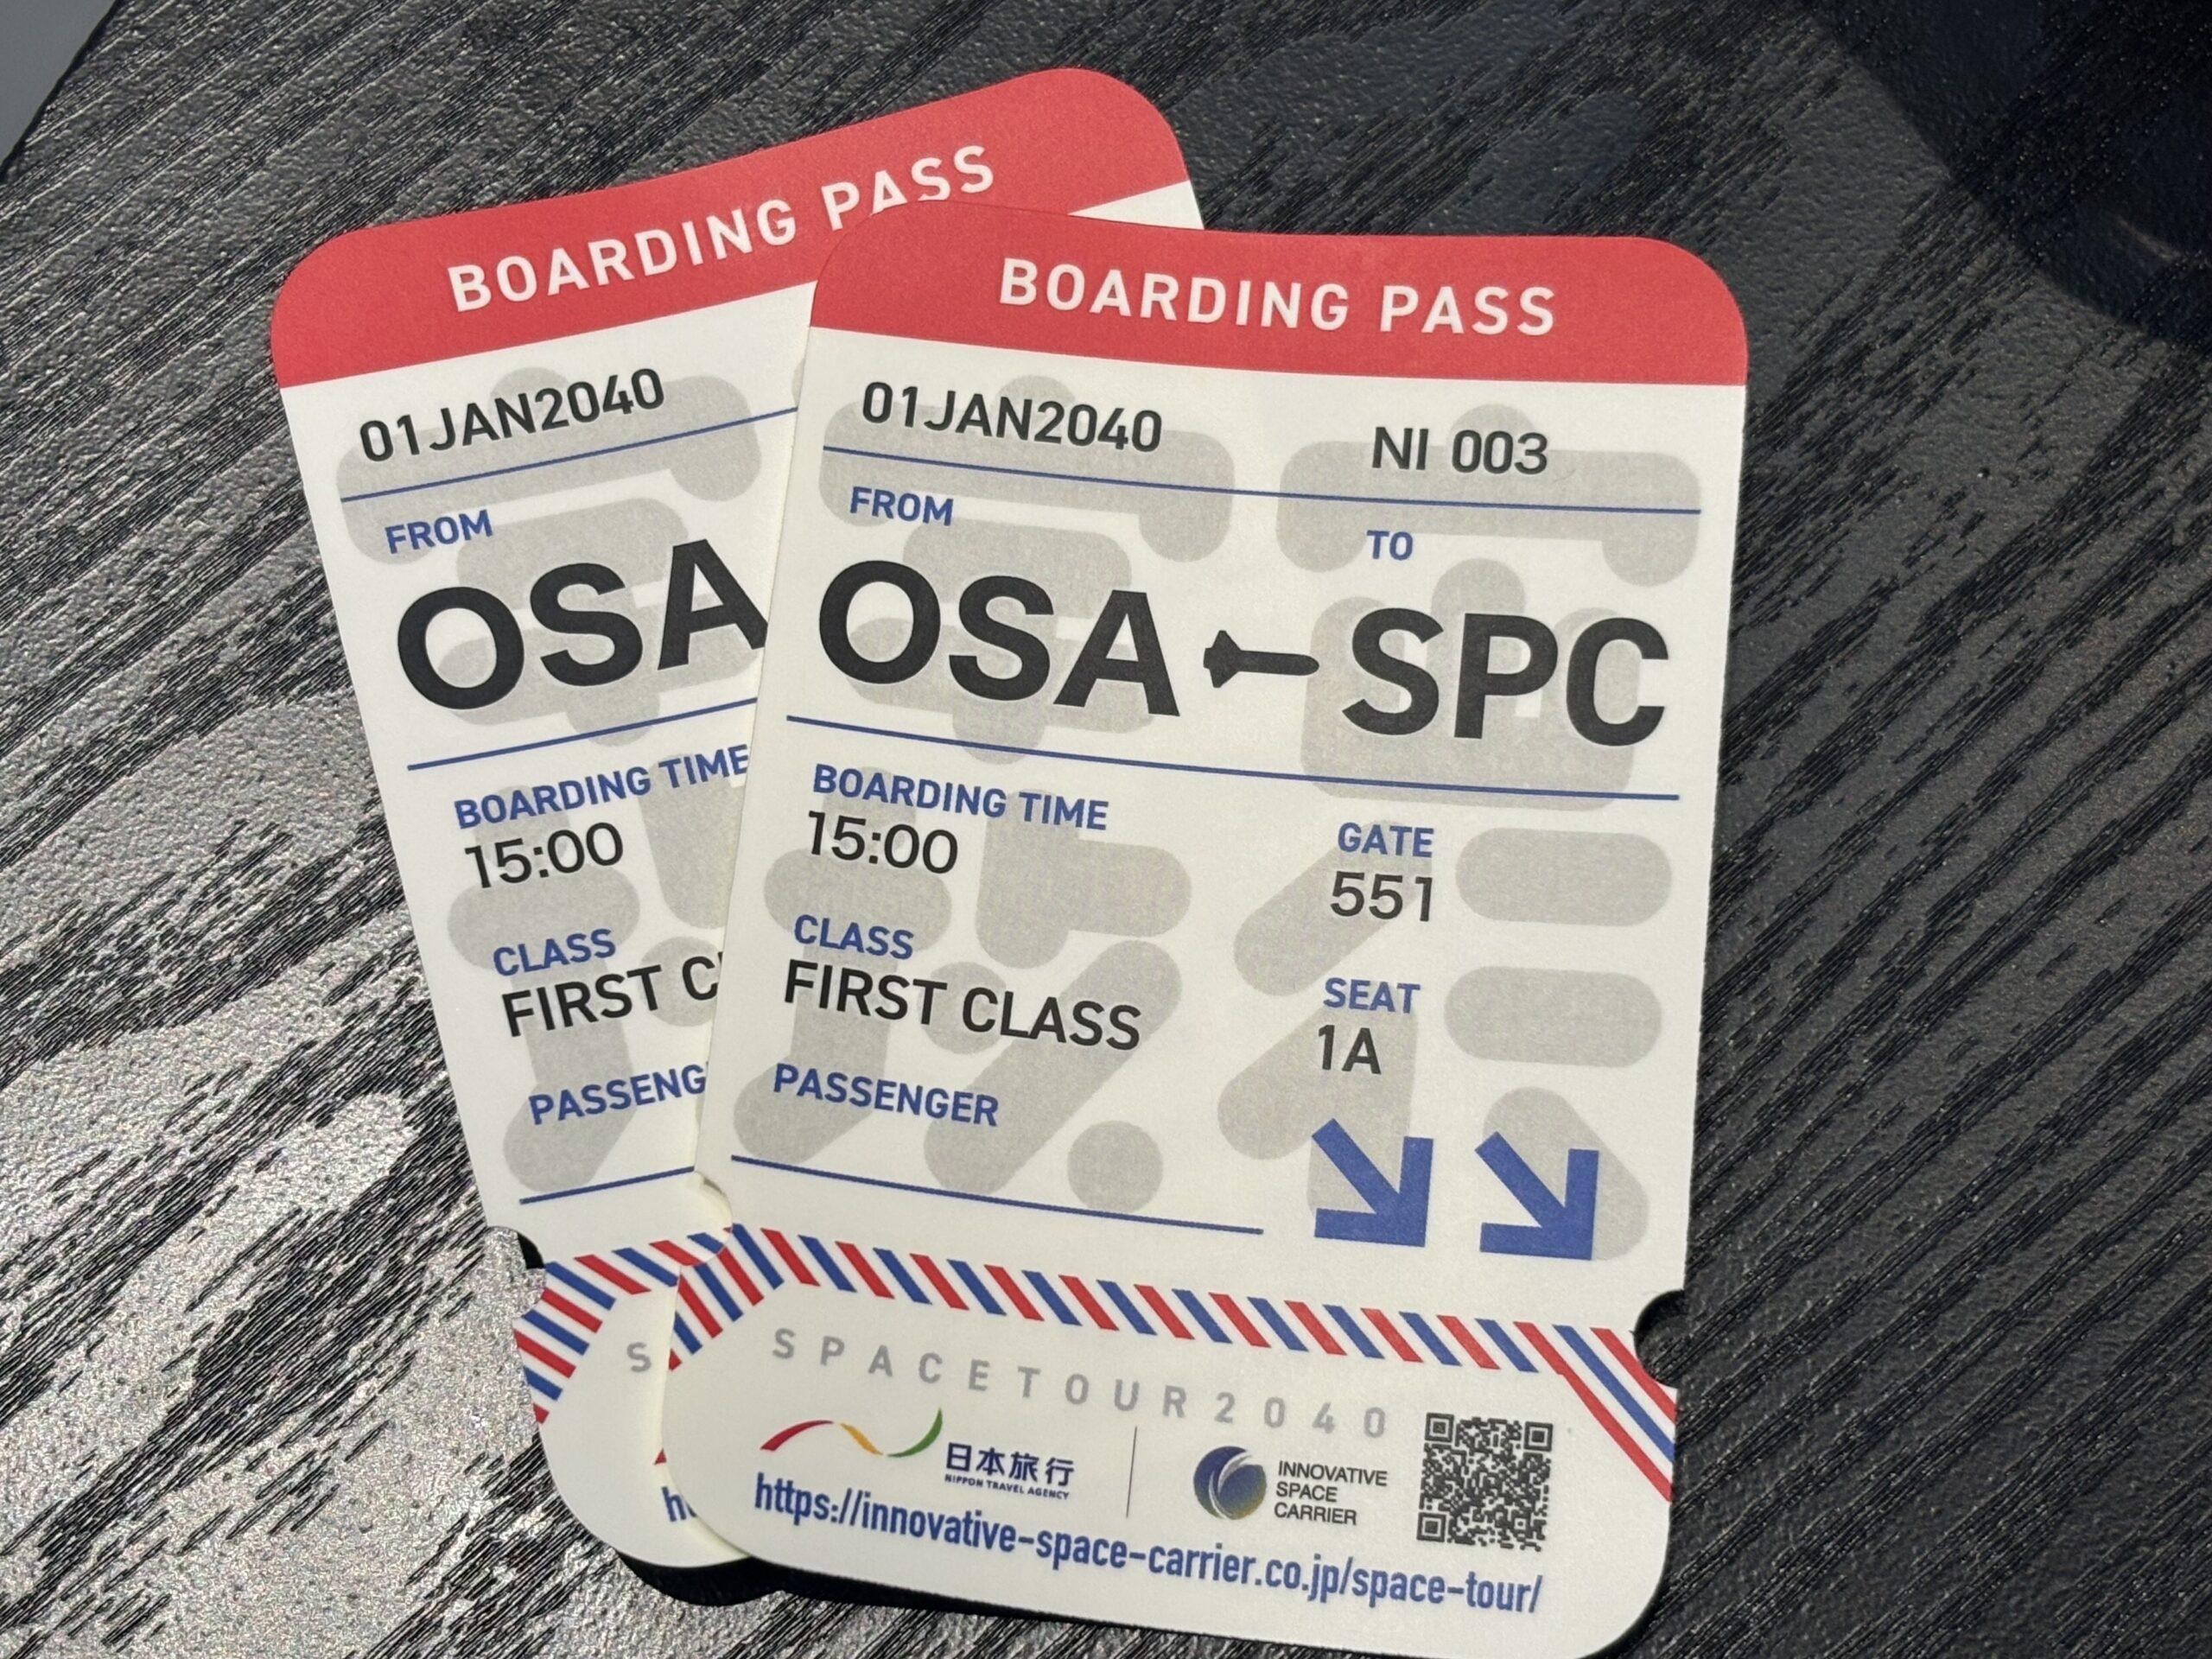 BOARDING PASS
01JAN2040
FROM
OSA
BOARDING TIME
15:00
CLASS
FIRST C
PASSENG
S
BOARDING PASS
01JAN2040 NI 003
FROM TO
OSA SPC
BOARDING TIME GATE
15:00 551
CLASS SEAT
FIRST CLASS 1A
PASSENGER
SPACETOUR2040
日本旅行
NIPPON TRAVEL AGENCY
INNOVATIVE
SPACE
CARRIER
https://innovative-space-carrier.co.jp/space-tour/